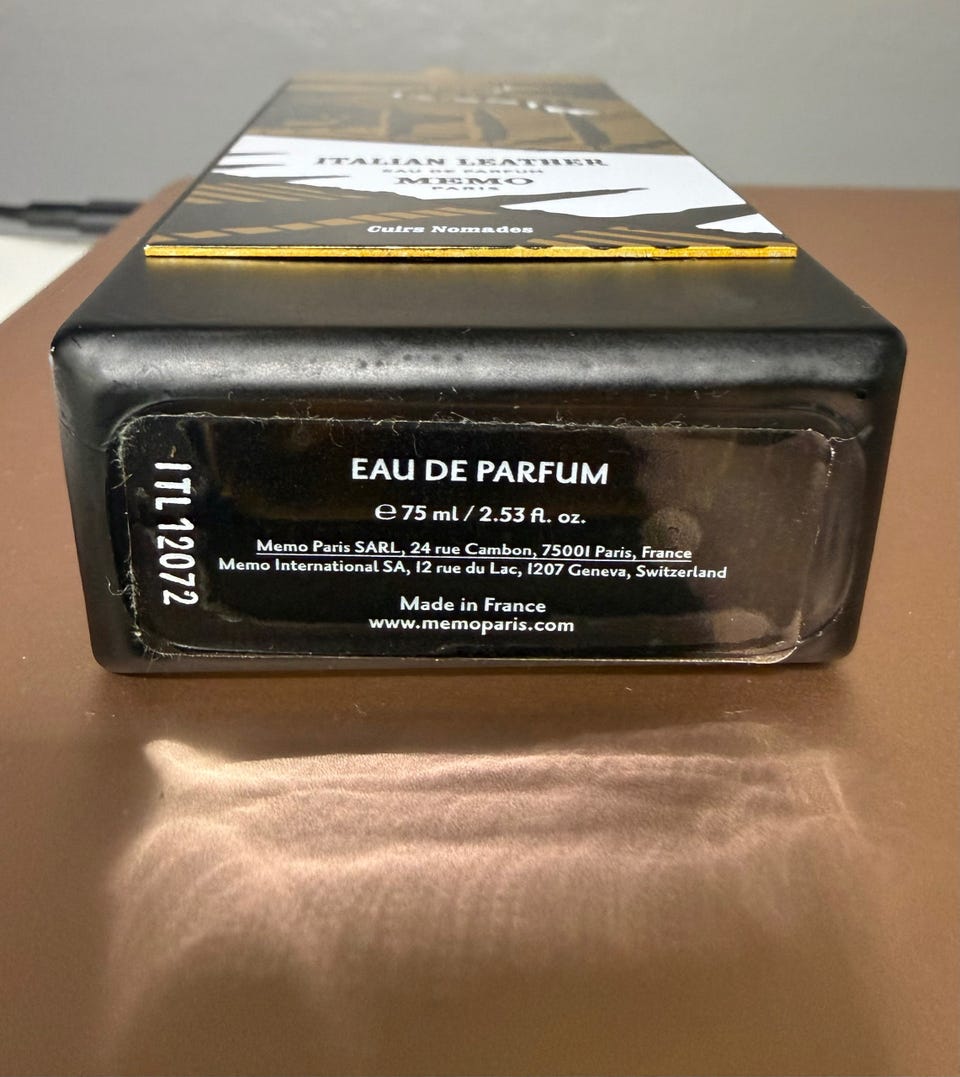 ITALIAN LEATHER
EAU DE PARFUM
MEMO
PARIS
Cuirs Nomades
EAU DE PARFUM
℮ 75 ml / 2.53 fl. oz.
Memo Paris SARL, 24 rue Cambon, 75001 Paris, France
Memo International SA, 12 rue du Lac, 1207 Geneva, Switzerland
Made in France
www.memoparis.com
ITL12072